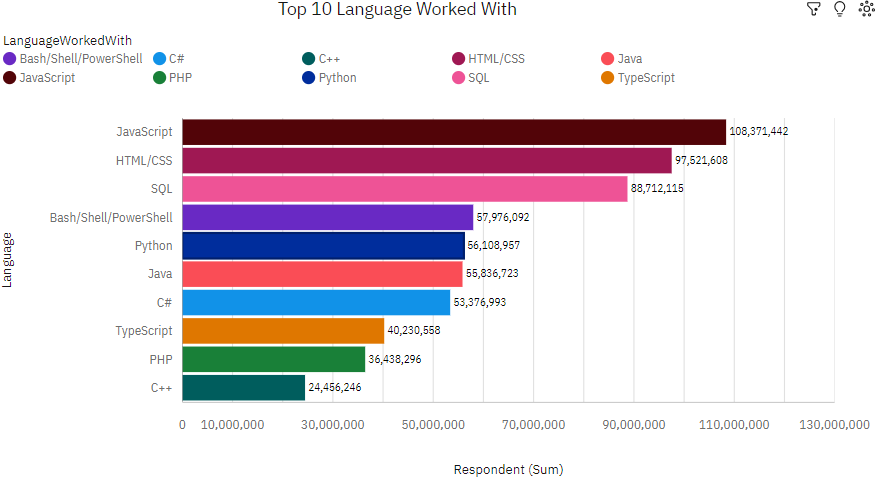 Top 10 Language Worked With
LanguageWorkedWith
Bash/Shell/PowerShell C# C++ HTML/CSS Java
JavaScript PHP Python SQL TypeScript
Language
JavaScript 108,371,442
HTML/CSS 97,521,608
SQL 88,712,115
Bash/Shell/PowerShell 57,976,092
Python 56,108,957
Java 55,836,723
C# 53,376,993
TypeScript 40,230,558
PHP 36,438,296
C++ 24,456,246
0 10,000,000 30,000,000 50,000,000 70,000,000 90,000,000 110,000,000 130,000,000
Respondent (Sum)